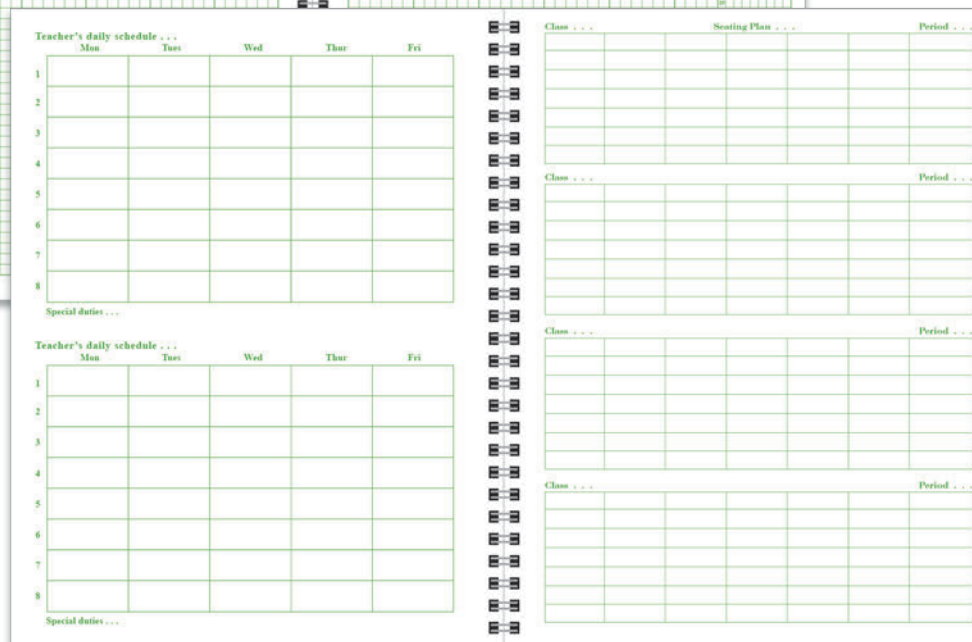 Teacher's daily schedule . . .
Mon Tues Wed Thur Fri
1
2
3
4
5
6
7
8
Special duties . . .
Teacher's daily schedule . . .
Mon Tues Wed Thur Fri
1
2
3
4
5
6
7
8
Special duties . . .
Class . . . Seating Plan . . . Period . . .
Class . . . Period . . .
Class . . . Period . . .
Class . . . Period . . .